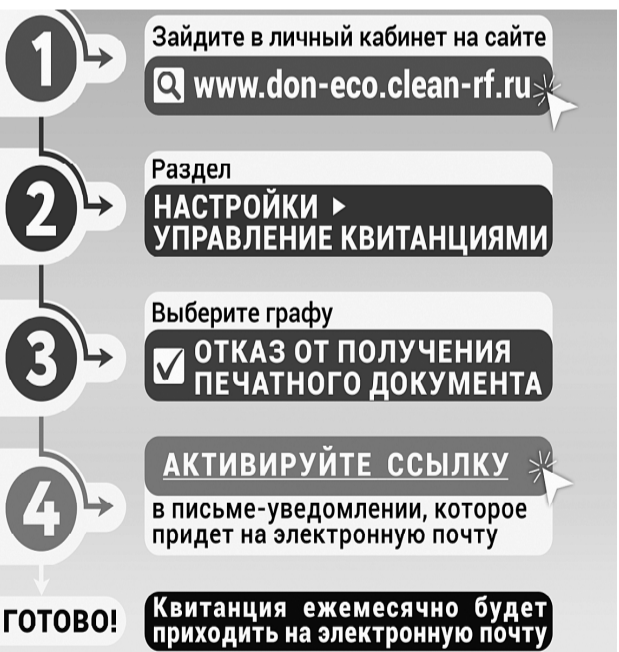 1
Зайдите в личный кабинет на сайте
www.don-eco.clean-rf.ru
2
Раздел
НАСТРОЙКИ ▸
УПРАВЛЕНИЕ КВИТАНЦИЯМИ
3
Выберите графу
ОТКАЗ ОТ ПОЛУЧЕНИЯ
ПЕЧАТНОГО ДОКУМЕНТА
4
АКТИВИРУЙТЕ ССЫЛКУ
в письме-уведомлении, которое
придет на электронную почту
ГОТОВО!
Квитанция ежемесячно будет
приходить на электронную почту